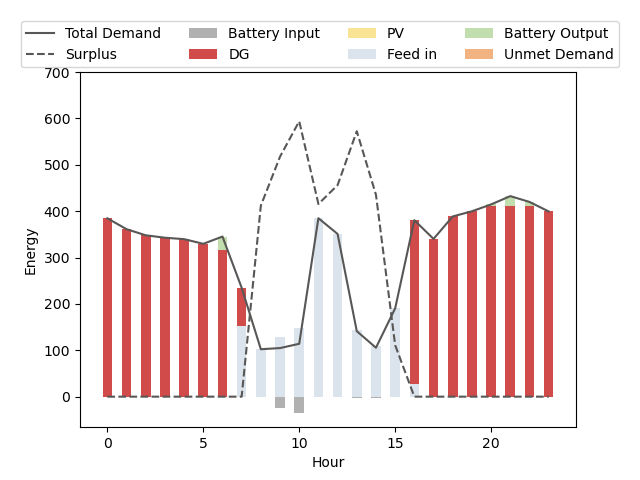 Total Demand Battery Input PV Battery Output
Surplus DG Feed in Unmet Demand
700
600
500
400
300
200
100
0
Energy
0 5 10 15 20
Hour